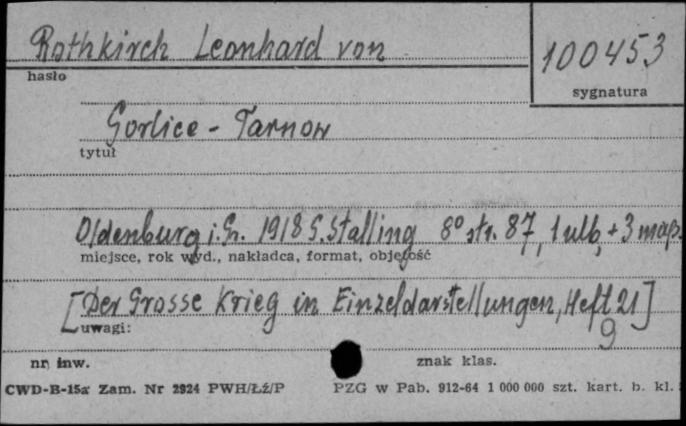 Rothkirch Leonhard von
100453
hasło
sygnatura
Gorlice - Tarnow
tytuł
Oldenburg i. Gr. 1918 G. Stalling 8° str. 87, 1 ulb, + 3 map.
miejsce, rok wyd., nakładca, format, objętość
[Der Grosse Krieg in Einzeldarstellungen, Heft 21]
uwagi:
9
nr inw.
znak klas.
CWD-B-15a Zam. Nr 2924 PWH/Łź/P
PZG w Pab. 912-64 1 000 000 szt. kart. b. kl.